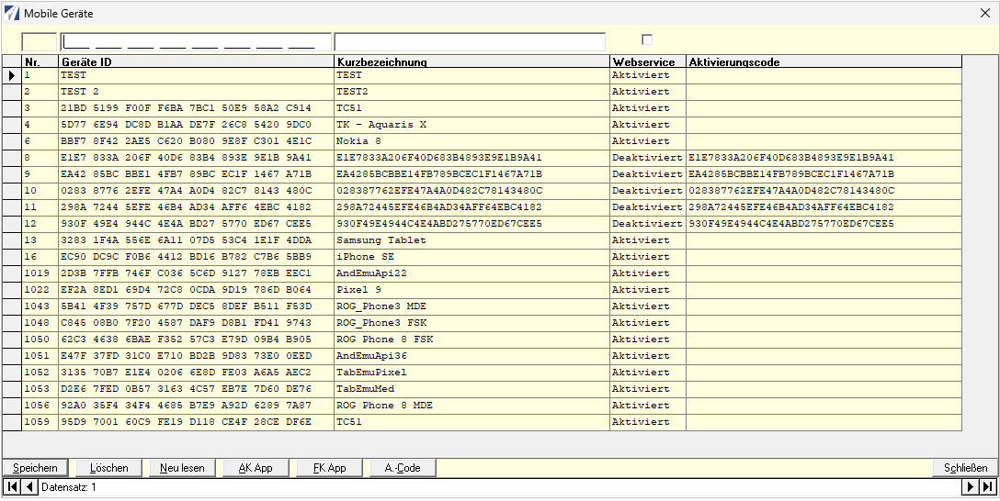 Mobile Geräte
Nr. Geräte ID Kurzbezeichnung Webservice Aktivierungscode
1 TEST TEST Aktiviert
2 TEST 2 TEST2 Aktiviert
3 21BD 5199 F00F F6BA 7BC1 50E9 58A2 C914 TC51 Aktiviert
4 5D77 6E94 DC8D B1AA DE7F 26C8 5420 9DC0 TK - Aquaris X Aktiviert
6 BBF7 8F42 2AE5 C620 B080 9E8F C301 4E1C Nokia 8 Aktiviert
8 E1E7 833A 206F 40D6 83B4 893E 9E1B 9A41 E1E7833A206F40D683B4893E9E1B9A41 Deaktiviert E1E7833A206F40D683B4893E9E1B9A41
9 EA42 85BC BBE1 4FB7 89BC EC1F 1467 A71B EA4285BCBBE14FB789BCEC1F1467A71B Deaktiviert EA4285BCBBE14FB789BCEC1F1467A71B
10 0283 8776 2EFE 47A4 A0D4 82C7 8143 480C 028387762EFE47A4A0D482C78143480C Deaktiviert 028387762EFE47A4A0D482C78143480C
11 298A 7244 5EFE 46B4 AD34 AFF6 4EBC 4182 298A72445EFE46B4AD34AFF64EBC4182 Deaktiviert 298A72445EFE46B4AD34AFF64EBC4182
12 930F 49E4 944C 4E4A BD27 5770 ED67 CEE5 930F49E4944C4E4ABD275770ED67CEE5 Deaktiviert 930F49E4944C4E4ABD275770ED67CEE5
13 3283 1F4A 556E 6A11 07D5 53C4 1E1F 4DDA Samsung Tablet Aktiviert
16 EC90 DC9C F0B6 4412 BD16 B782 C7B6 5BB9 iPhone SE Aktiviert
1019 2D3B 7FFB 746F C036 5C6D 9127 78EB EEC1 AndEmuApi22 Aktiviert
1022 EF2A 8ED1 69D4 72C8 0CDA 9D19 786D B064 Pixel 9 Aktiviert
1043 5B41 4F39 757D 677D DEC5 8DEF B511 F53D ROG_Phone3 MDE Aktiviert
1048 C845 08B0 7F20 4587 DAF9 D8B1 FD41 9743 ROG_Phone3 FSK Aktiviert
1050 62C3 4638 6BAE F352 57C3 E79D 09B4 B905 ROG Phone 8 FSK Aktiviert
1051 E47F 37FD 31C0 E710 BD2B 9D83 73E0 0EED AndEmuApi36 Aktiviert
1052 3135 70B7 E1E4 0206 6E8D FE03 A6A5 AEC2 TabEmuPixel Aktiviert
1053 D2E6 7FED 0B57 3163 4C57 EB7E 7D60 DE76 TabEmuMed Aktiviert
1056 92A0 35F4 34F4 4685 B7E9 A92D 6289 7A87 ROG Phone 8 MDE Aktiviert
1059 95D9 7001 60C9 FE19 D118 CE4F 28CE DF6E TC51 Aktiviert
Speichern Löschen Neu lesen AK App FK App A.-Code Schließen
Datensatz: 1